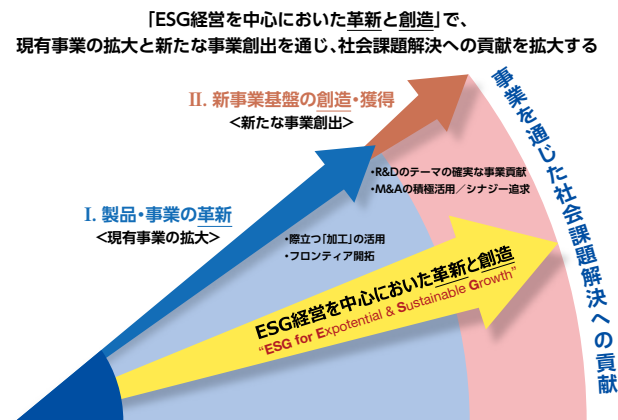 「ESG経営を中心においた革新と創造」で、
現有事業の拡大と新たな事業創出を通じ、社会課題解決への貢献を拡大する
II. 新事業基盤の創造・獲得
<新たな事業創出>
・R&Dのテーマの確実な事業貢献
・M&Aの積極活用／シナジー追求
I. 製品・事業の革新
<現有事業の拡大>
・際立つ「加工」の活用
・フロンティア開拓
ESG経営を中心においた革新と創造
“ESG for Expotential & Sustainable Growth”
事業を通じた社会課題解決への貢献